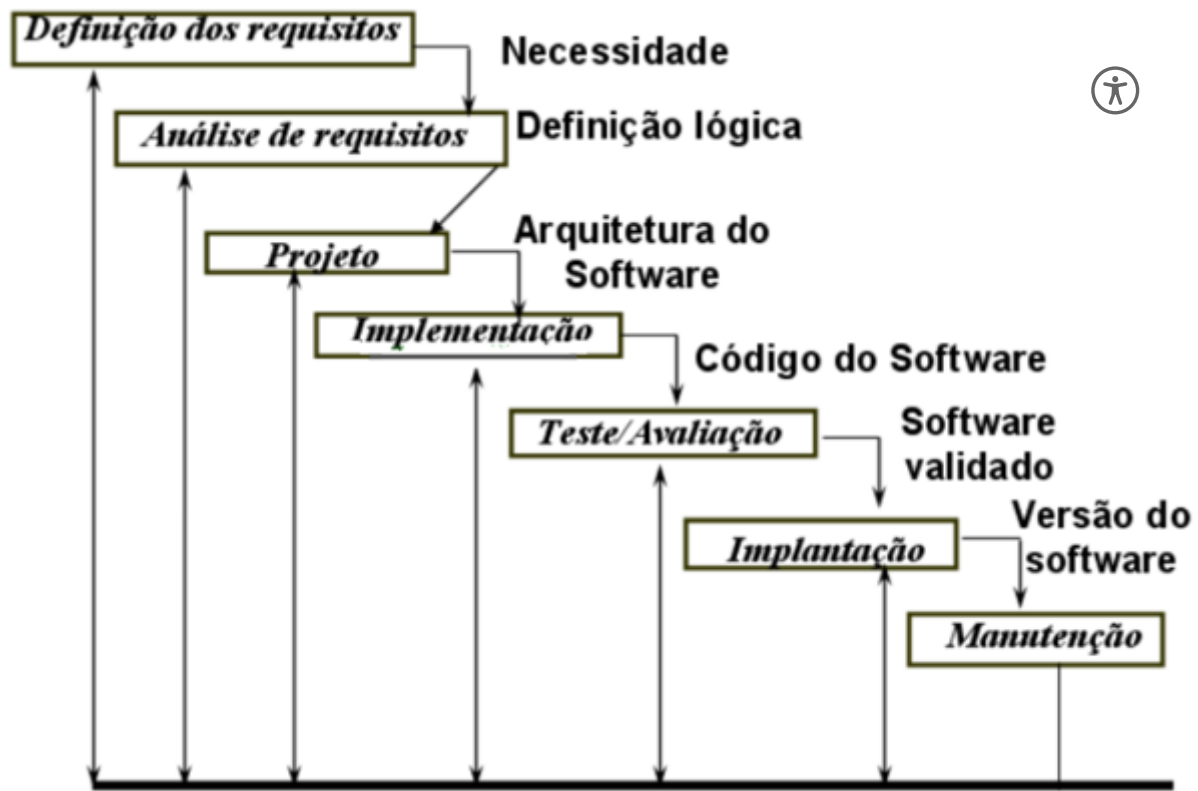 Definição dos requisitos
Necessidade
Análise de requisitos
Definição lógica
Projeto
Arquitetura do
Software
Implementação
Código do Software
Teste/Avaliação
Software
validado
Implantação
Versão do
software
Manutenção